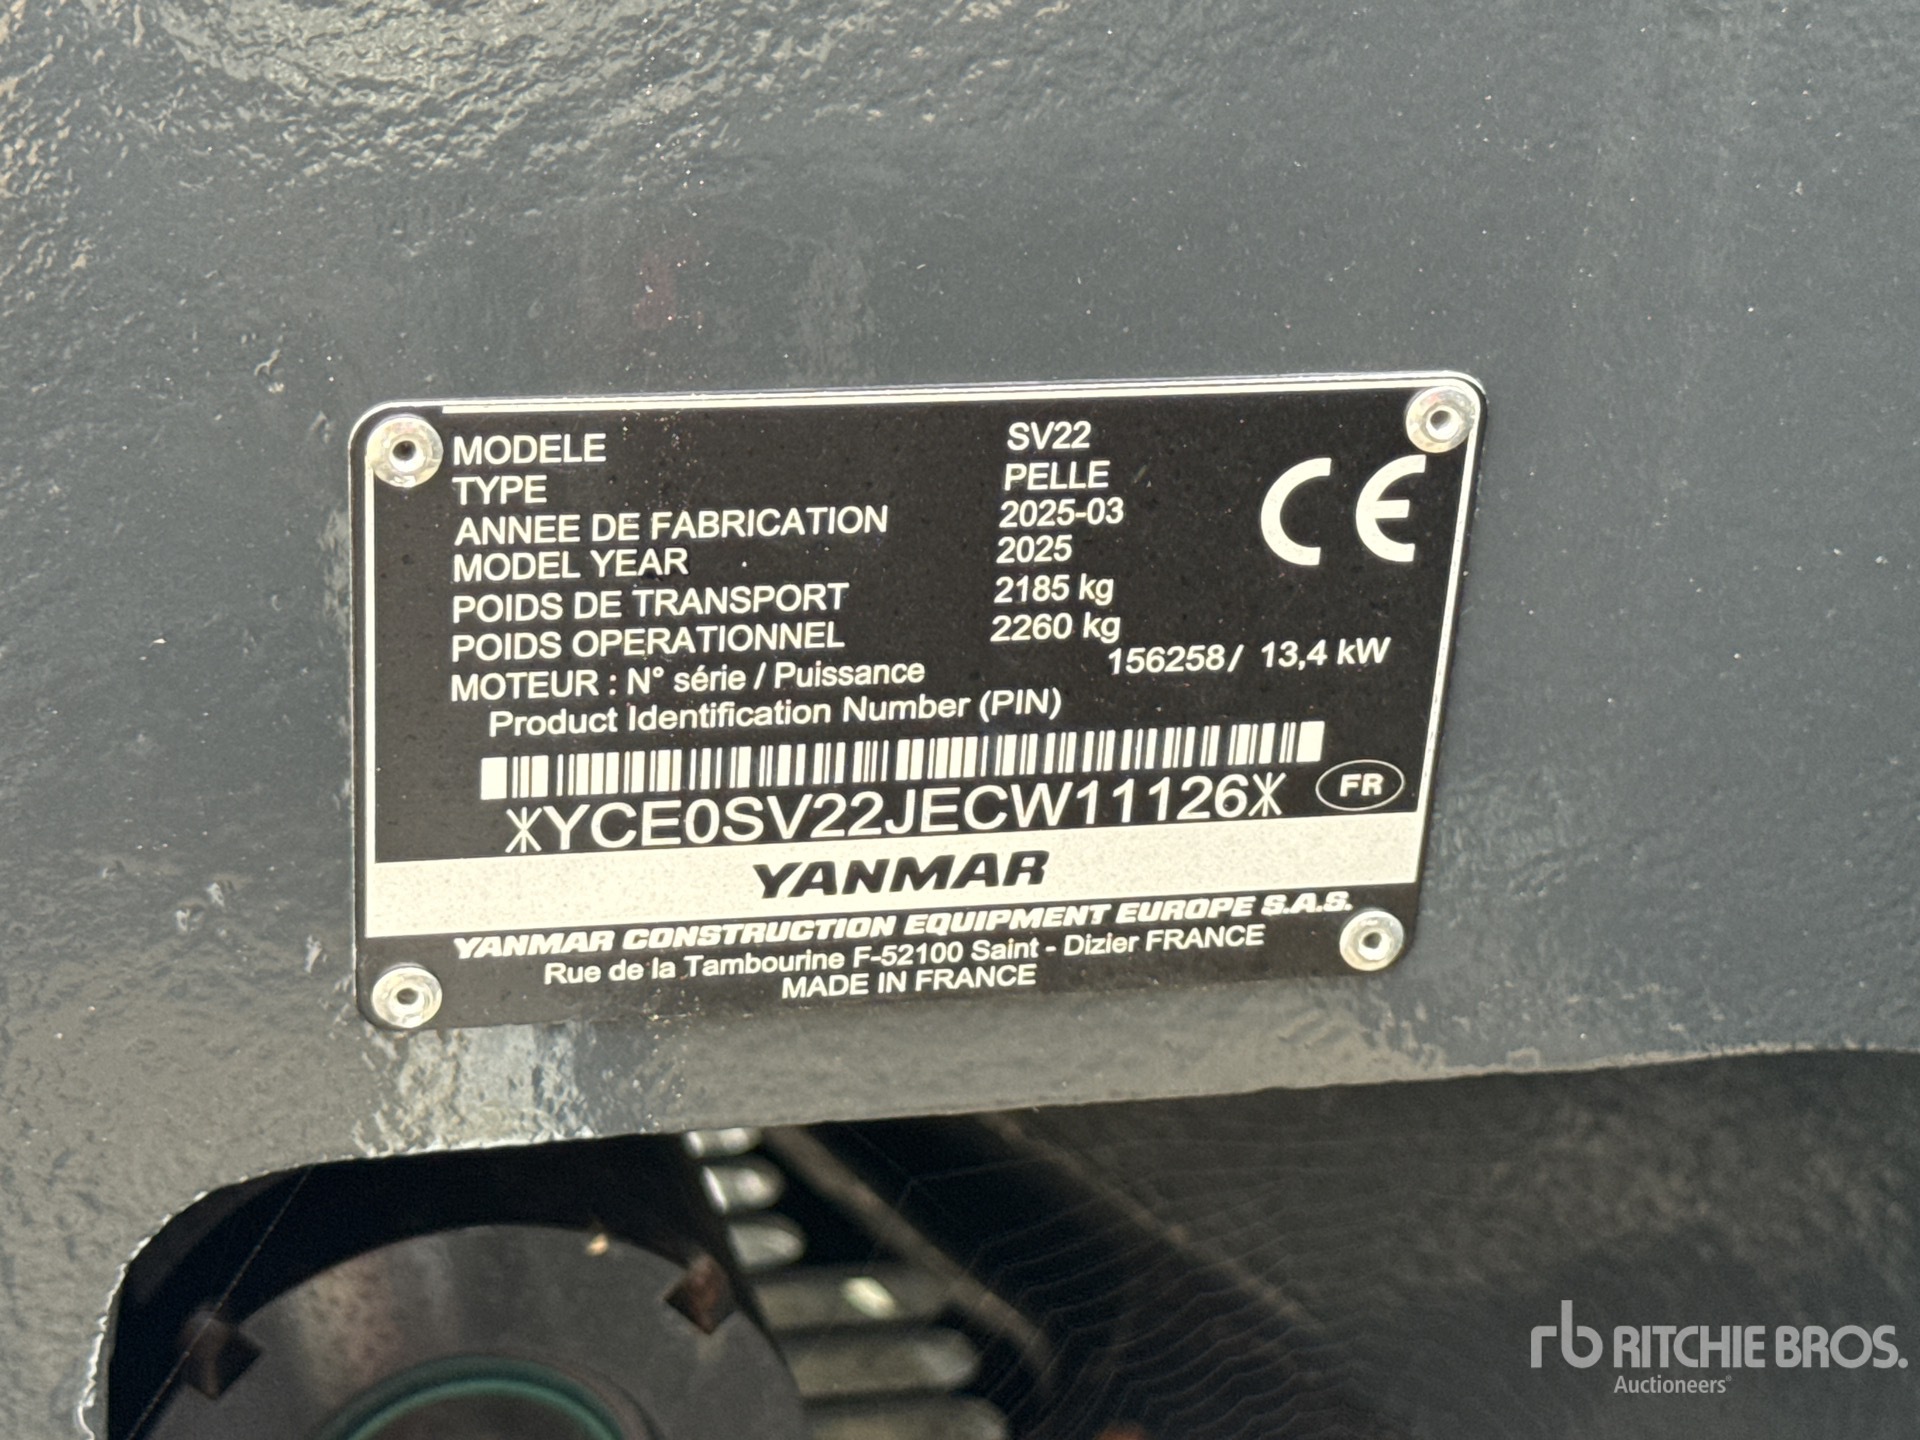 MODELE SV22
TYPE PELLE
ANNEE DE FABRICATION 2025-03
MODEL YEAR 2025
POIDS DE TRANSPORT 2185 kg
POIDS OPERATIONNEL 2260 kg
MOTEUR : N° série / Puissance 156258/ 13,4 kW
Product Identification Number (PIN)
CE
*YCE0SV22JECW11126*
FR
YANMAR
YANMAR CONSTRUCTION EQUIPMENT EUROPE S.A.S.
Rue de la Tambourine F-52100 Saint - Dizier FRANCE
MADE IN FRANCE
rb RITCHIE BROS.
Auctioneers